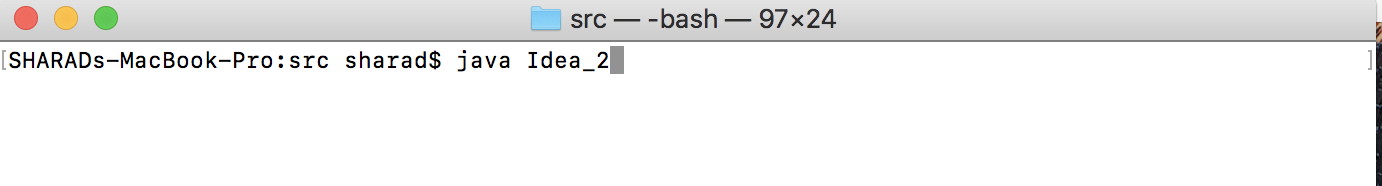 src — -bash — 97×24
[SHARADs-MacBook-Pro:src sharad$ java Idea_2 ]